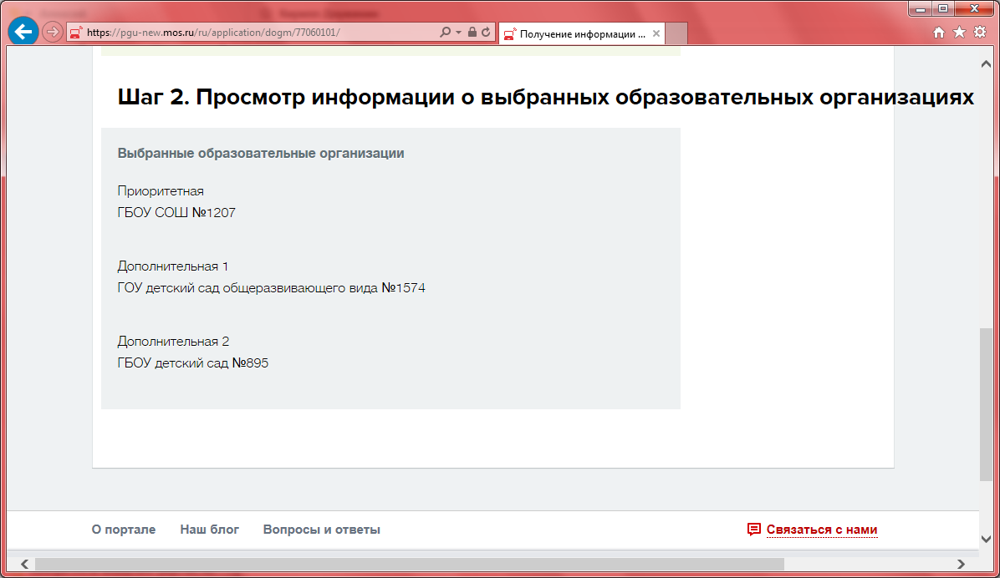 https://pgu-new.mos.ru/ru/application/dogm/77060101/
Получение информации ...
Шаг 2. Просмотр информации о выбранных образовательных организациях
Выбранные образовательные организации
Приоритетная
ГБОУ СОШ №1207
Дополнительная 1
ГОУ детский сад общеразвивающего вида №1574
Дополнительная 2
ГБОУ детский сад №895
О портале
Наш блог
Вопросы и ответы
Связаться с нами